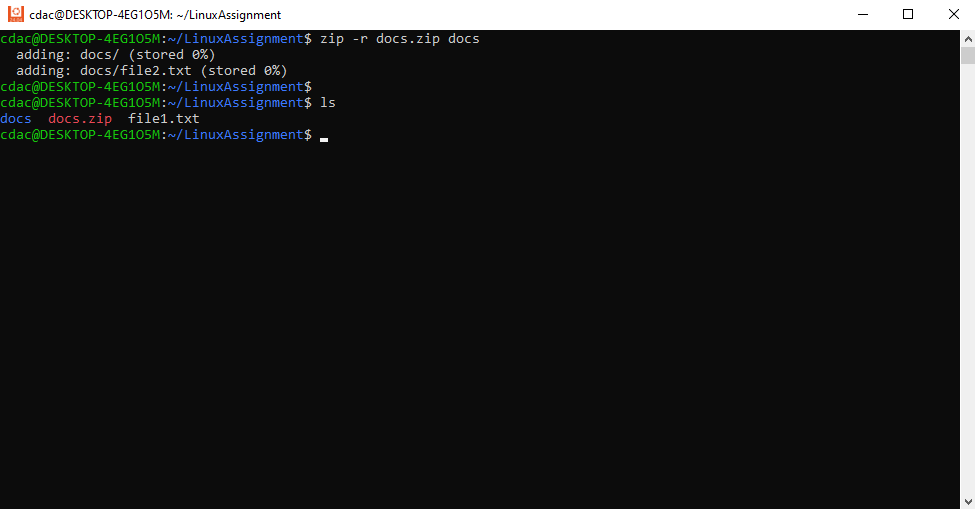 cdac@DESKTOP-4EG1O5M: ~/LinuxAssignment
cdac@DESKTOP-4EG1O5M:~/LinuxAssignment$ zip -r docs.zip docs
  adding: docs/ (stored 0%)
  adding: docs/file2.txt (stored 0%)
cdac@DESKTOP-4EG1O5M:~/LinuxAssignment$
cdac@DESKTOP-4EG1O5M:~/LinuxAssignment$ ls
docs  docs.zip  file1.txt
cdac@DESKTOP-4EG1O5M:~/LinuxAssignment$